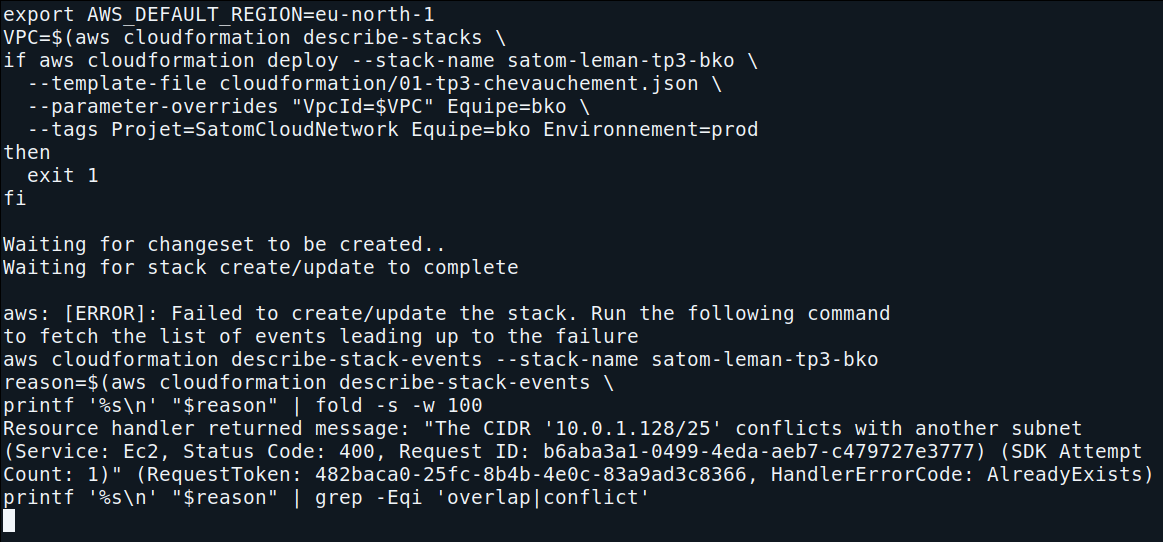 export AWS_DEFAULT_REGION=eu-north-1
VPC=$(aws cloudformation describe-stacks \
if aws cloudformation deploy --stack-name satom-leman-tp3-bko \
  --template-file cloudformation/01-tp3-chevauchement.json \
  --parameter-overrides "VpcId=$VPC" Equipe=bko \
  --tags Projet=SatomCloudNetwork Equipe=bko Environnement=prod
then
  exit 1
fi

Waiting for changeset to be created..
Waiting for stack create/update to complete

aws: [ERROR]: Failed to create/update the stack. Run the following command
to fetch the list of events leading up to the failure
aws cloudformation describe-stack-events --stack-name satom-leman-tp3-bko
reason=$(aws cloudformation describe-stack-events \
printf '%s\n' "$reason" | fold -s -w 100
Resource handler returned message: "The CIDR '10.0.1.128/25' conflicts with another subnet
(Service: Ec2, Status Code: 400, Request ID: b6aba3a1-0499-4eda-aeb7-c479727e3777) (SDK Attempt
Count: 1)" (RequestToken: 482baca0-25fc-8b4b-4e0c-83a9ad3c8366, HandlerErrorCode: AlreadyExists)
printf '%s\n' "$reason" | grep -Eqi 'overlap|conflict'